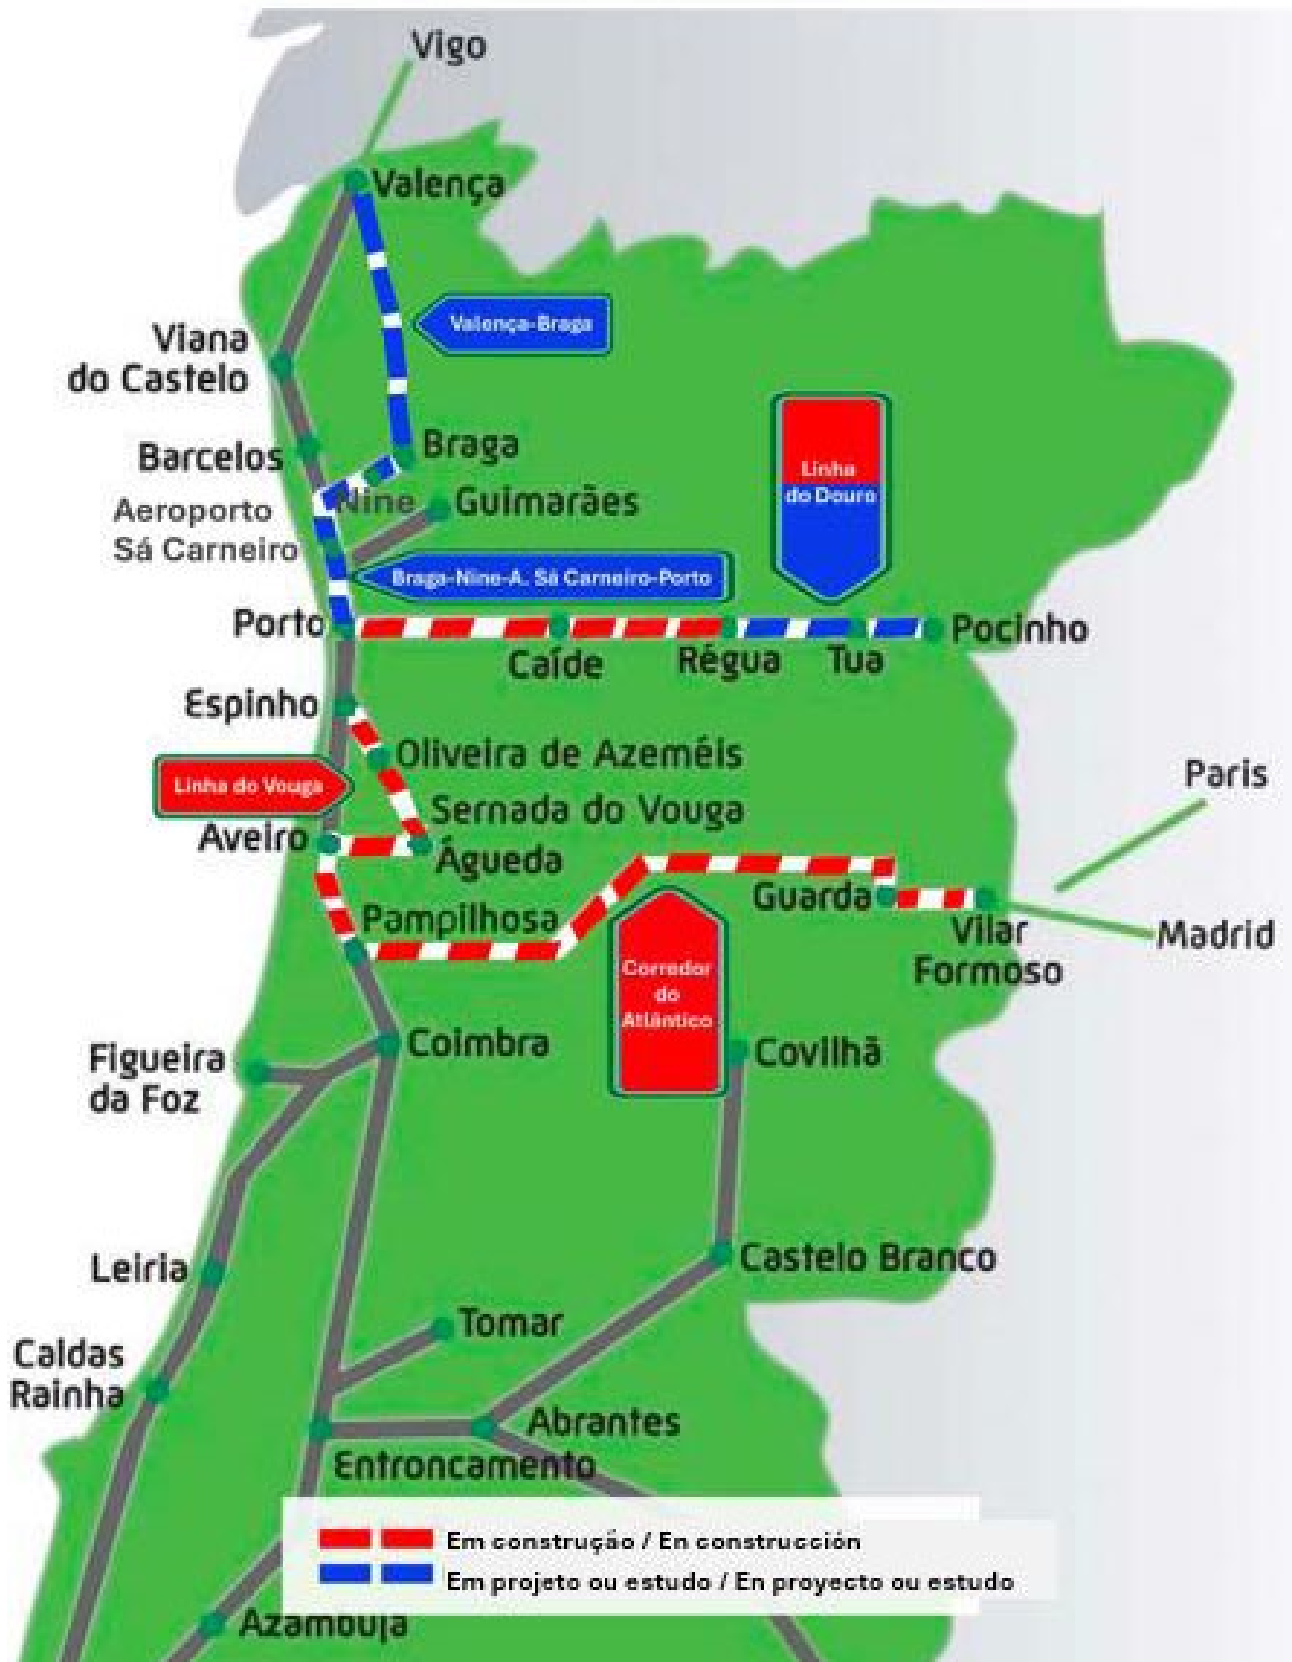 Vigo
Valença
Valença-Braga
Viana
do Castelo
Braga
Barcelos
Linha
do Douro
Nine
Guimarães
Aeroporto
Sá Carneiro
Braga-Nine-A. Sá Carneiro-Porto
Porto
Pocinho
Caíde
Régua
Tua
Espinho
Oliveira de Azeméis
Paris
Linha do Vouga
Sernada do Vouga
Aveiro
Águeda
Guarda
Pampilhosa
Vilar
Formoso
Madrid
Corredor
do
Atlântico
Coimbra
Covilhã
Figueira
da Foz
Castelo Branco
Leiria
Tomar
Caldas
Rainha
Abrantes
Entroncamento
Em construção / En construcción
Em projeto ou estudo / En proyecto ou estudo
Azambuja